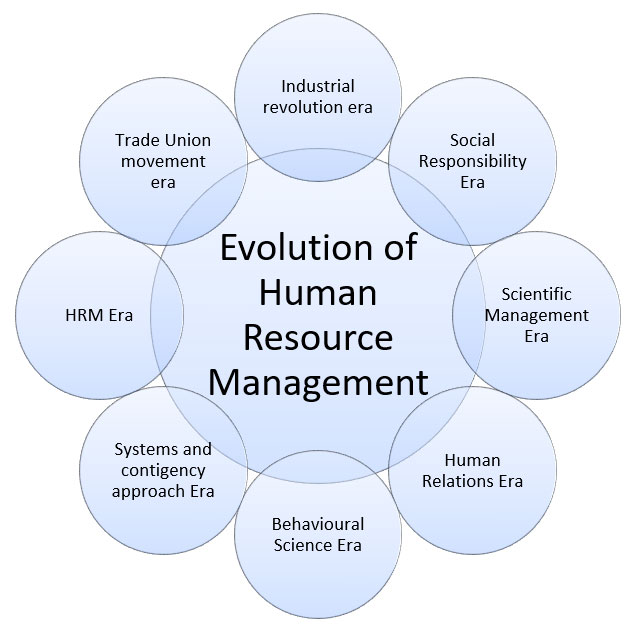 Evolution of
Human
Resource
Management
Industrial
revolution era
Social
Responsibility
Era
Scientific
Management
Era
Human
Relations Era
Behavioural
Science Era
Systems and
contigency
approach Era
HRM Era
Trade Union
movement
era